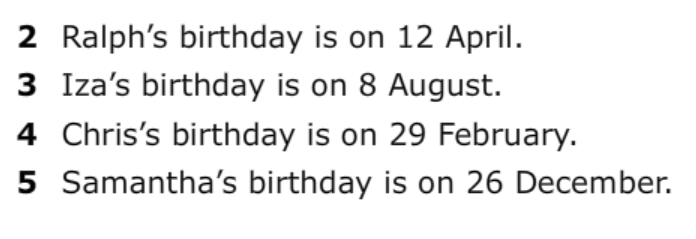 2 Ralph’s birthday is on 12 April.
3 Iza’s birthday is on 8 August.
4 Chris’s birthday is on 29 February.
5 Samantha’s birthday is on 26 December.